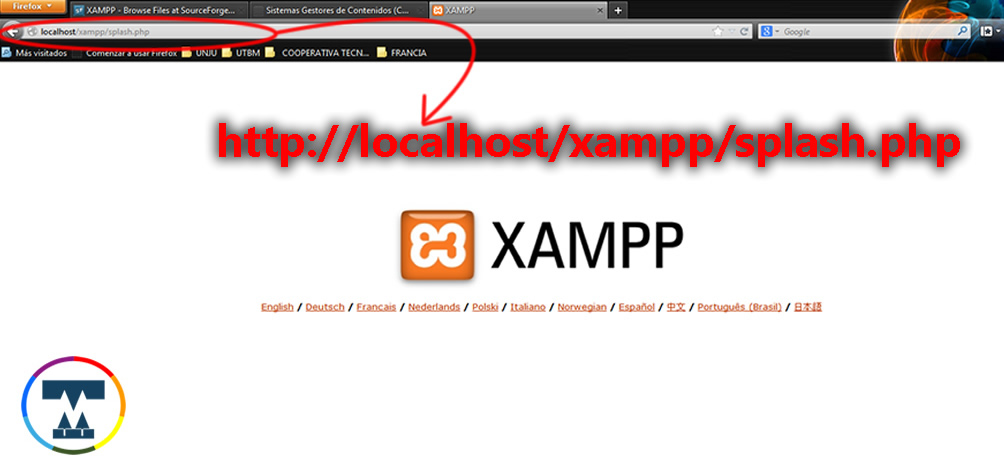 Firefox
XAMPP - Browse Files at SourceForge...
Sistemas Gestores de Contenidos (C...
XAMPP
localhost/xampp/splash.php
Google
Más visitados
Comenzar a usar Firefox
UNJU
UTBM
COOPERATIVA TECN...
FRANCIA
http://localhost/xampp/splash.php
XAMPP
English / Deutsch / Francais / Nederlands / Polski / Italiano / Norwegian / Español / 中文 / Português (Brasil) / 日本語